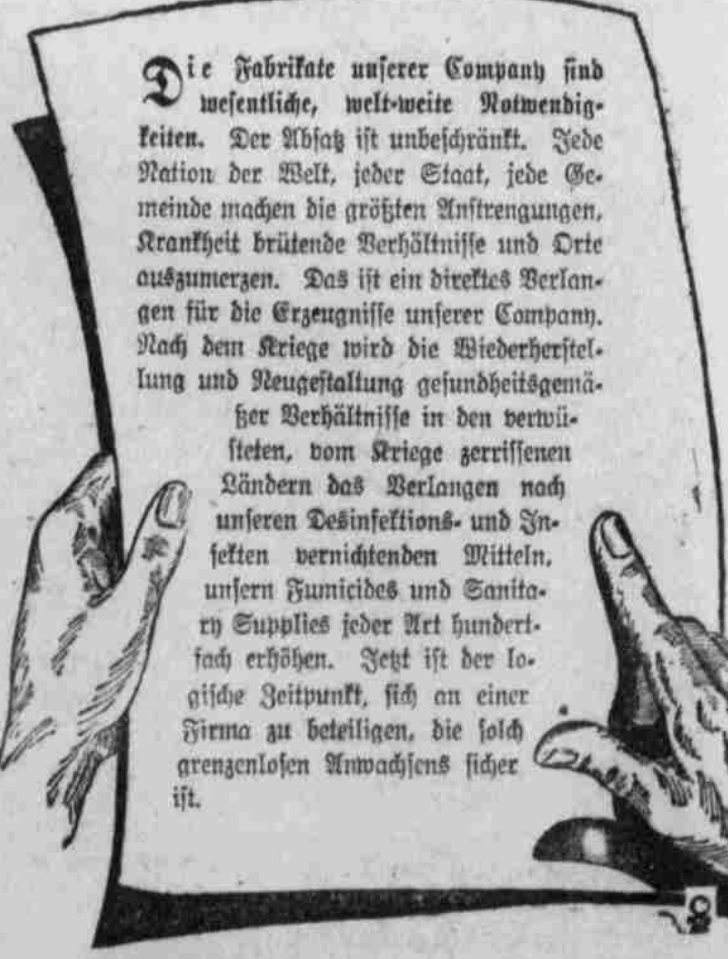 Die Fabrikate unserer Company sind
wesentliche, welt-weite Notwendig-
keiten. Der Absatz ist unbeschränkt. Jede
Nation der Welt, jeder Staat, jede Ge-
meinde machen die größten Anstrengungen,
Krankheit brütende Verhältnisse und Orte
auszumerzen. Das ist ein direktes Verlan-
gen für die Erzeugnisse unserer Company.
Nach dem Kriege wird die Wiederherstel-
lung und Neugestaltung gesundheitsgemä-
ßer Verhältnisse in den verwü-
steten, vom Kriege zerrissenen
Ländern das Verlangen nach
unseren Desinfektions- und In-
sekten vernichtenden Mitteln,
unsern Fumicides und Sanita-
ry Supplies jeder Art hundert-
fach erhöhen. Jetzt ist der lo-
gische Zeitpunkt, sich an einer
Firma zu beteiligen, die solch
grenzenlosen Anwachsens sicher
ist.